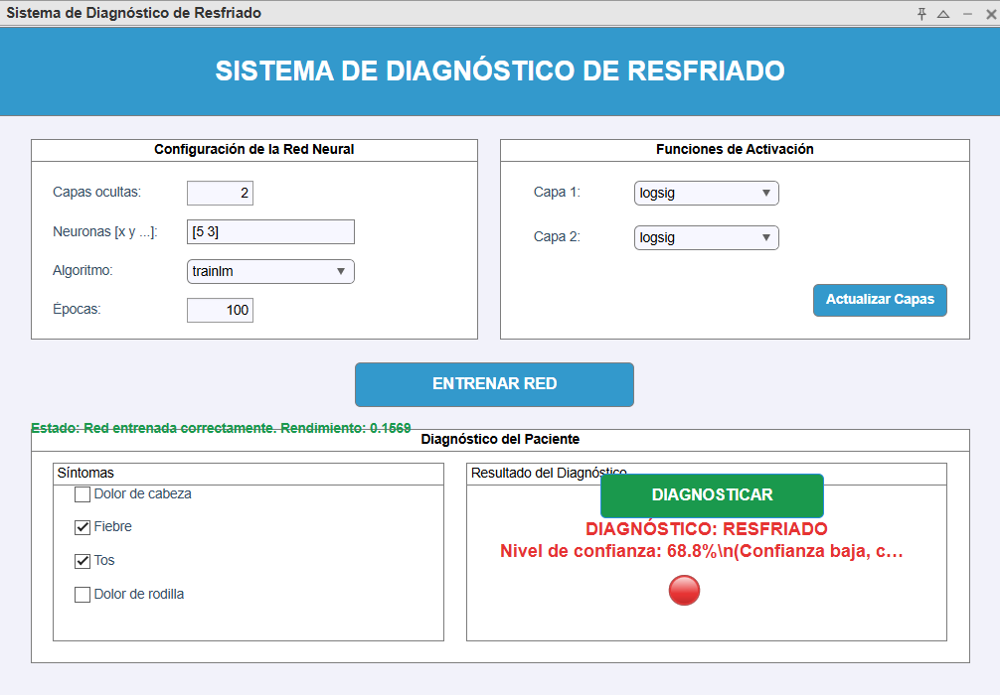 Sistema de Diagnóstico de Resfriado
SISTEMA DE DIAGNÓSTICO DE RESFRIADO
Configuración de la Red Neural
Capas ocultas: 2
Neuronas [x y ...]: [5 3]
Algoritmo: trainlm
Épocas: 100
Funciones de Activación
Capa 1: logsig
Capa 2: logsig
Actualizar Capas
ENTRENAR RED
Estado: Red entrenada correctamente. Rendimiento: 0.1569
Diagnóstico del Paciente
Síntomas
Dolor de cabeza
Fiebre
Tos
Dolor de rodilla
Resultado del Diagnóstico
DIAGNOSTICAR
DIAGNÓSTICO: RESFRIADO
Nivel de confianza: 68.8%\n(Confianza baja, c...